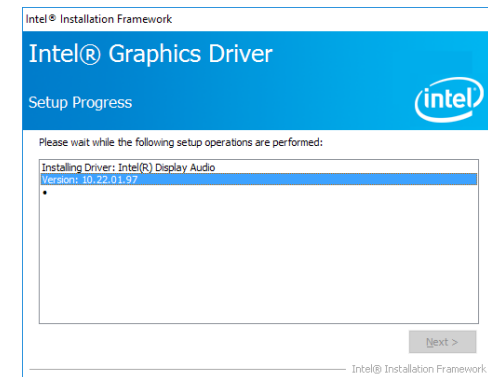 Intel® Installation Framework
Intel® Graphics Driver
Setup Progress
intel
Please wait while the following setup operations are performed:
Installing Driver: Intel(R) Display Audio
Version: 10.22.01.97
•
Next >
Intel® Installation Framework